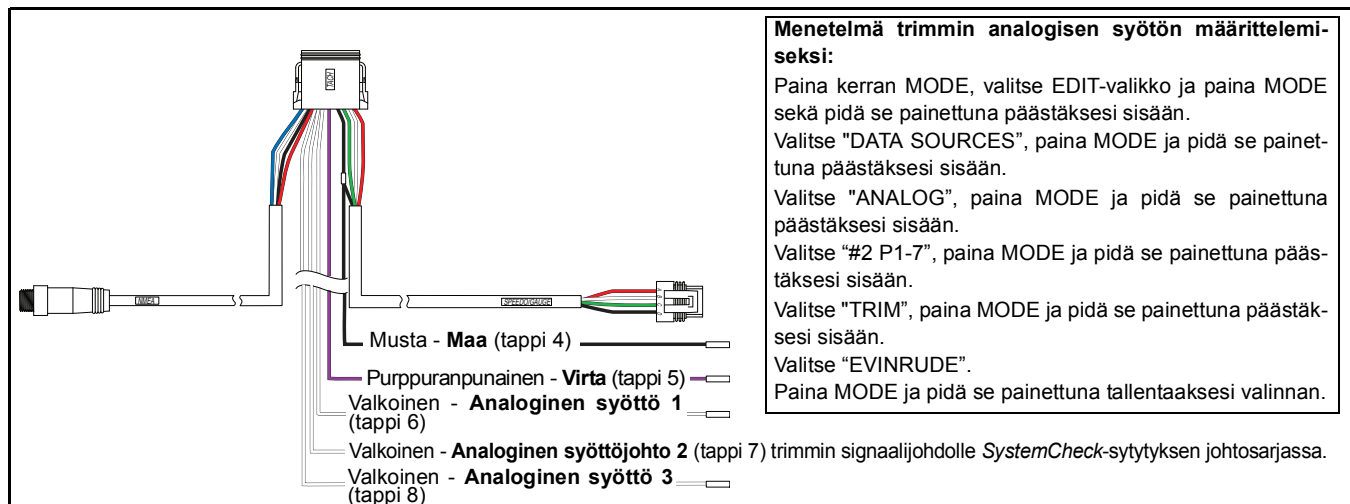 TACH
NMEA
SPEEDO/GAUGE
A
B
C
D
Musta - Maa (tappi 4)
Purppuranpunainen - Virta (tappi 5)
Valkoinen - Analoginen syöttö 1
(tappi 6)
Valkoinen - Analoginen syöttöjohto 2 (tappi 7) trimmin signaalijohdolle SystemCheck-sytytyksen johtosarjassa.
Valkoinen - Analoginen syöttö 3
(tappi 8)
Menetelmä trimmin analogisen syötön määrittelemi-
seksi:
Paina kerran MODE, valitse EDIT-valikko ja paina MODE
sekä pidä se painettuna päästäksesi sisään.
Valitse "DATA SOURCES”, paina MODE ja pidä se painet-
tuna päästäksesi sisään.
Valitse "ANALOG”, paina MODE ja pidä se painettuna
päästäksesi sisään.
Valitse “#2 P1-7”, paina MODE ja pidä se painettuna pääs-
täksesi sisään.
Valitse "TRIM”, paina MODE ja pidä se painettuna päästäk-
sesi sisään.
Valitse “EVINRUDE”.
Paina MODE ja pidä se painettuna tallentaaksesi valinnan.